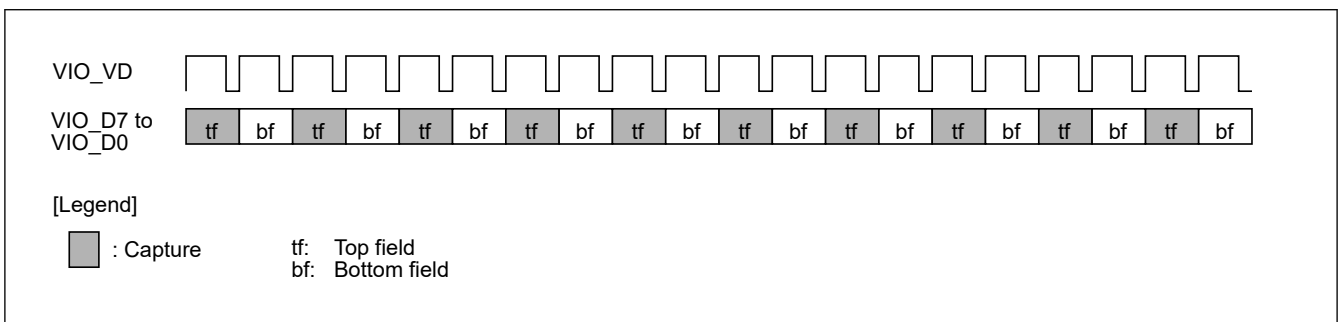 VIO_VD
VIO_D7 to
VIO_D0
tf bf tf bf tf bf tf bf tf bf tf bf tf bf tf bf tf bf tf bf
[Legend]
: Capture
tf: Top field
bf: Bottom field